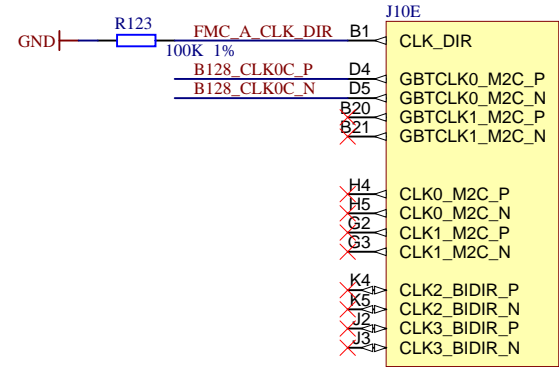 J10E
R123
GND
100K 1%
FMC_A_CLK_DIR B1 CLK_DIR
B128_CLK0C_P D4 GBTCLK0_M2C_P
B128_CLK0C_N D5 GBTCLK0_M2C_N
B20 GBTCLK1_M2C_P
B21 GBTCLK1_M2C_N
H4 CLK0_M2C_P
H5 CLK0_M2C_N
G2 CLK1_M2C_P
G3 CLK1_M2C_N
K4 CLK2_BIDIR_P
K5 CLK2_BIDIR_N
J2 CLK3_BIDIR_P
J3 CLK3_BIDIR_N